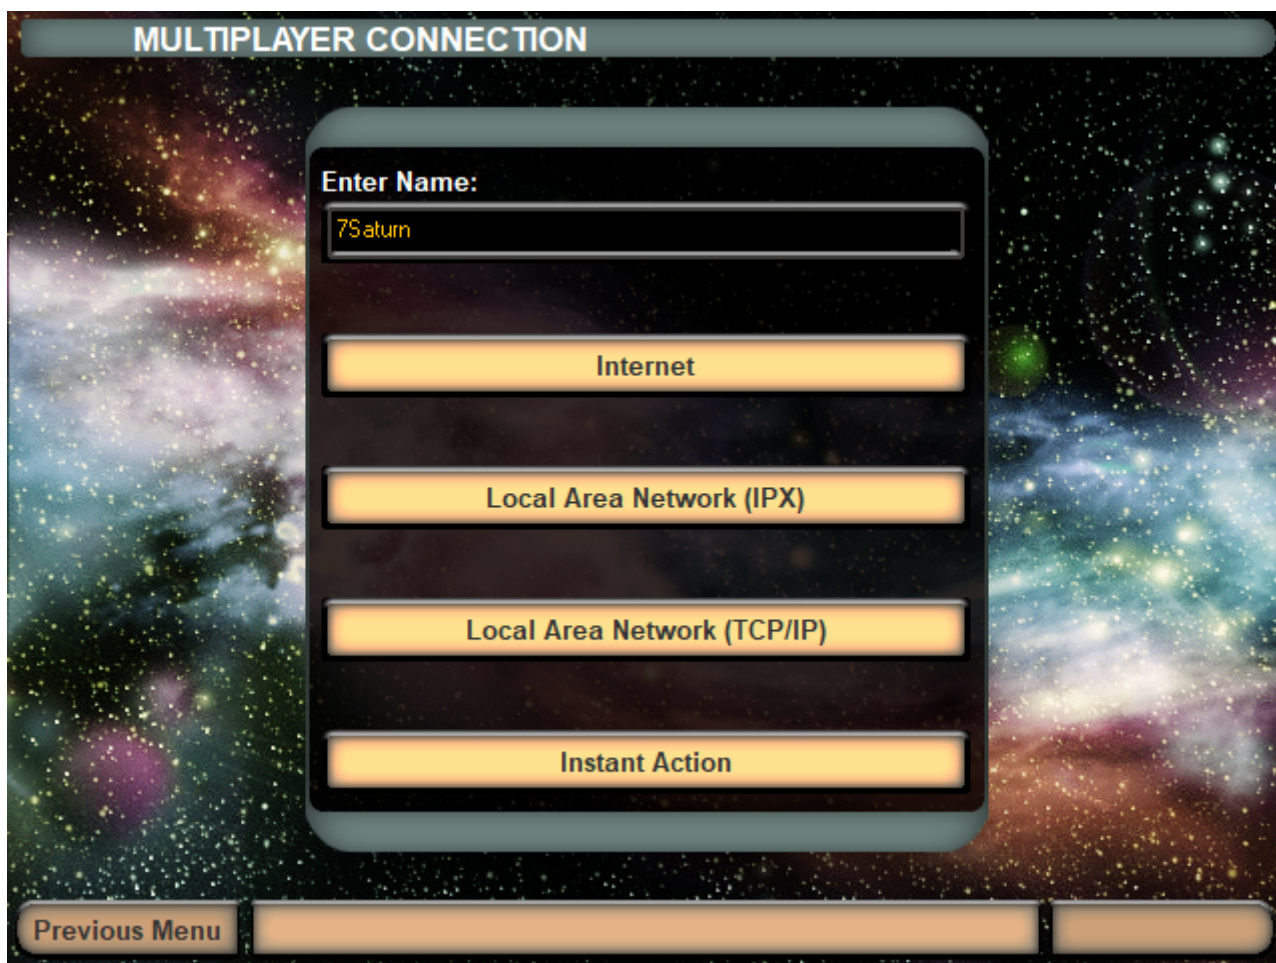 MULTIPLAYER CONNECTION
Enter Name:
7Saturn
Internet
Local Area Network (IPX)
Local Area Network (TCP/IP)
Instant Action
Previous Menu